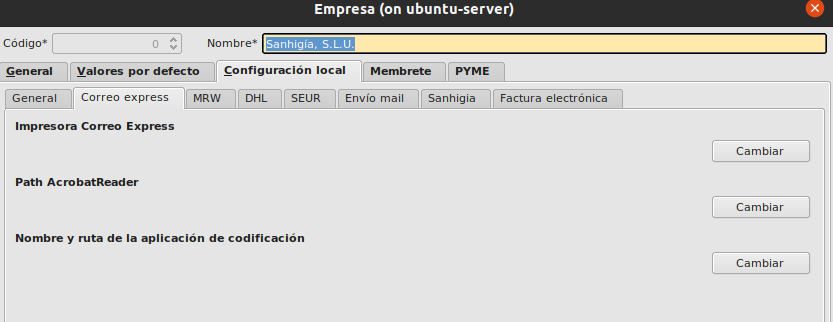 Empresa (on ubuntu-server)
Código* 0 Nombre* Sanhigía, S.L.U.
General Valores por defecto Configuración local Membrete PYME
General Correo express MRW DHL SEUR Envío mail Sanhigia Factura electrónica
Impresora Correo Express
Cambiar
Path AcrobatReader
Cambiar
Nombre y ruta de la aplicación de codificación
Cambiar